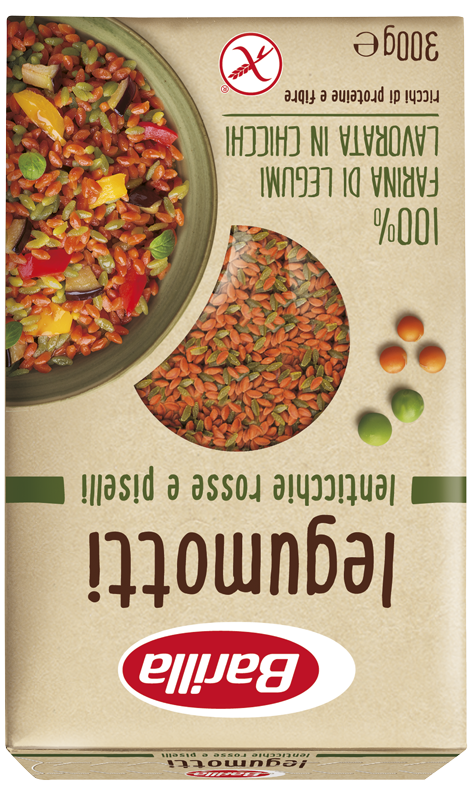 Barilla
legumotti
lenticchie rosse e piselli
Barilla
legumotti
lenticchie rosse e piselli
100%
FARINA DI LEGUMI
LAVORATA IN CHICCHI
ricchi di proteine e fibre
300g e
®